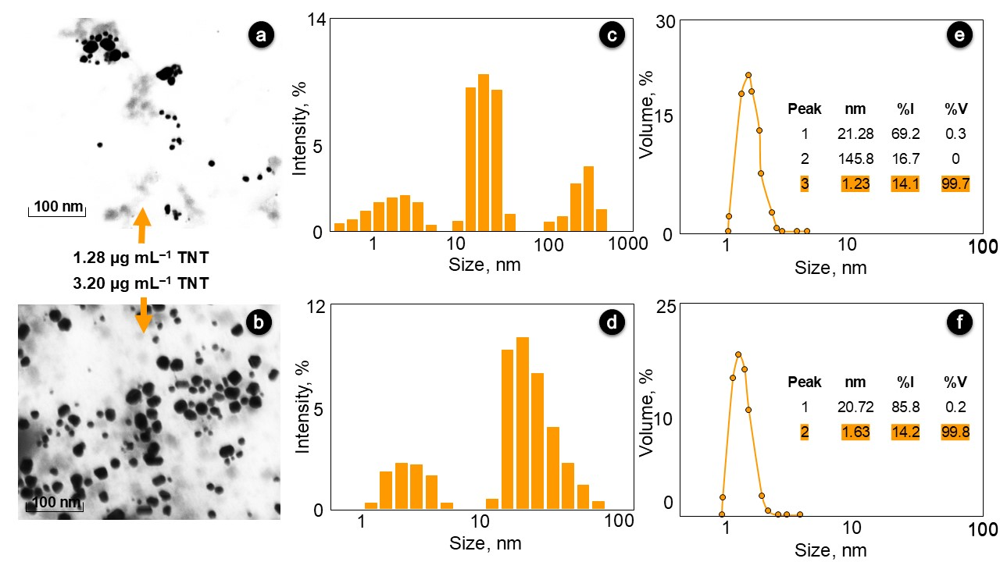 a
100 nm
1.28 µg mL⁻¹ TNT
3.20 µg mL⁻¹ TNT
b
100 nm
c
14
5
0
Intensity, %
1 10 100 1000
Size, nm
d
12
5
0
Intensity, %
1 10 100
Size, nm
e
30
15
0
Volume, %
Peak nm %I %V
1 21.28 69.2 0.3
2 145.8 16.7 0
3 1.23 14.1 99.7
1 10 100
Size, nm
f
25
10
0
Volume, %
Peak nm %I %V
1 20.72 85.8 0.2
2 1.63 14.2 99.8
1 10 100
Size, nm